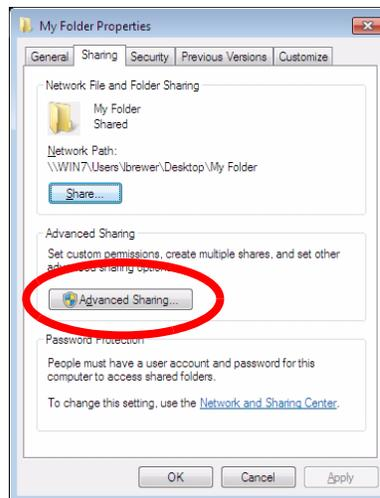 My Folder Properties
General Sharing Security Previous Versions Customize
Network File and Folder Sharing
My Folder
Shared
Network Path:
\\WIN7\Users\lbrewer\Desktop\My Folder
Share...
Advanced Sharing
Set custom permissions, create multiple shares, and set other
advanced sharing options.
Advanced Sharing...
Password Protection
People must have a user account and password for this
computer to access shared folders.
To change this setting, use the Network and Sharing Center.
OK Cancel Apply